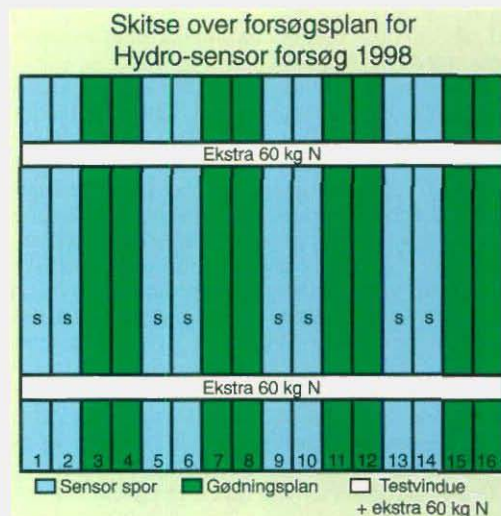 Skitse over forsøgsplan for
Hydro-sensor forsøg 1998
Ekstra 60 kg N
s s s s s s s s
Ekstra 60 kg N
1 2 3 4 5 6 7 8 9 10 11 12 13 14 15 16
Sensor spor Gødningsplan Testvindue
+ ekstra 60 kg N